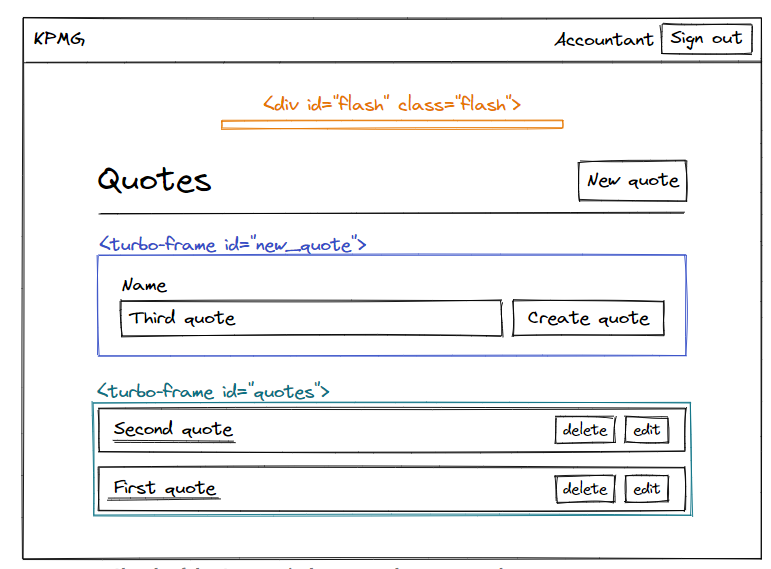 KPMG
Accountant Sign out
<div id="flash" class="flash">
Quotes
New quote
<turbo-frame id="new_quote">
Name
Third quote
Create quote
<turbo-frame id="quotes">
Second quote
delete edit
First quote
delete edit